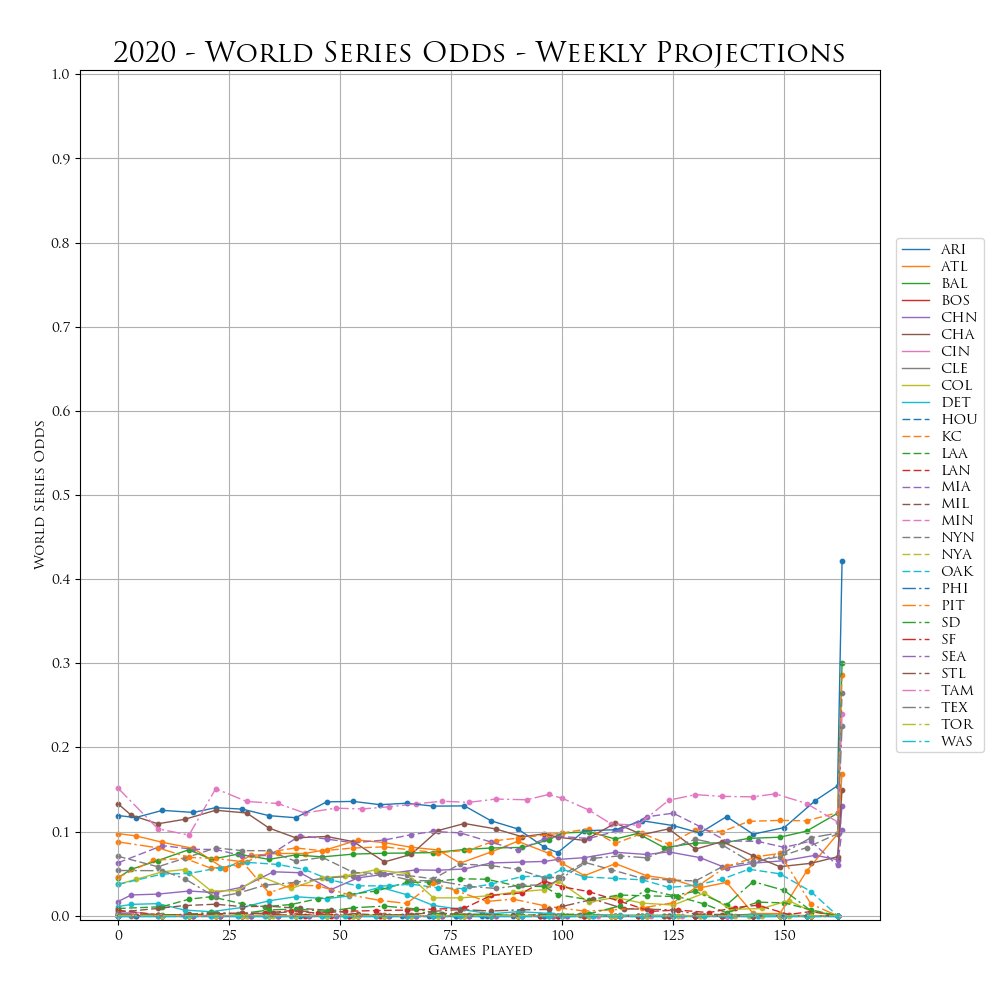 2020 - World Series Odds - Weekly Projections
1.0
0.9
0.8
0.7
0.6
0.5
0.4
0.3
0.2
0.1
0.0
World Series Odds
0 25 50 75 100 125 150
Games Played
ARI
ATL
BAL
BOS
CHN
CHA
CIN
CLE
COL
DET
HOU
KC
LAA
LAN
MIA
MIL
MIN
NYN
NYA
OAK
PHI
PIT
SD
SF
SEA
STL
TAM
TEX
TOR
WAS